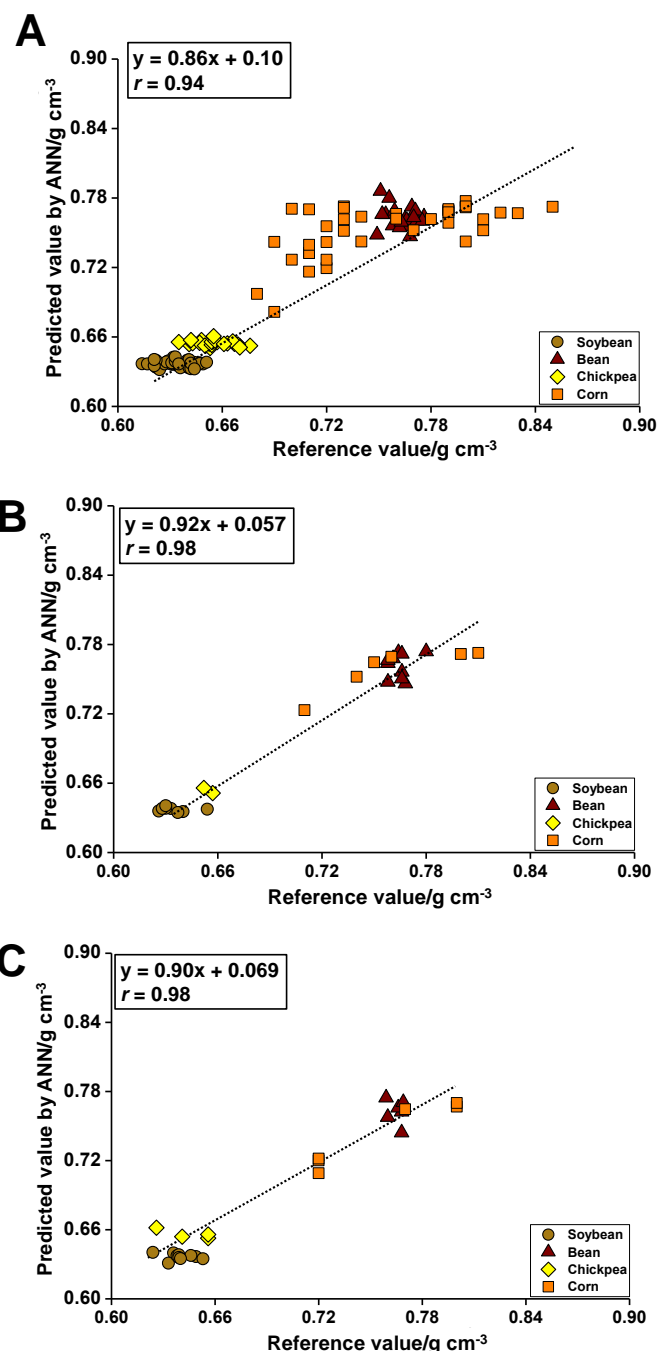 A
y = 0.86x + 0.10
r = 0.94
Predicted value by ANN/g cm-3
0.90
0.84
0.78
0.72
0.66
0.60
0.60 0.66 0.72 0.78 0.84 0.90
Reference value/g cm-3
Soybean
Bean
Chickpea
Corn
B
y = 0.92x + 0.057
r = 0.98
Predicted value by ANN/g cm-3
0.90
0.84
0.78
0.72
0.66
0.60
0.60 0.66 0.72 0.78 0.84 0.90
Reference value/g cm-3
Soybean
Bean
Chickpea
Corn
C
y = 0.90x + 0.069
r = 0.98
Predicted value by ANN/g cm-3
0.90
0.84
0.78
0.72
0.66
0.60
0.60 0.66 0.72 0.78 0.84 0.90
Reference value/g cm-3
Soybean
Bean
Chickpea
Corn